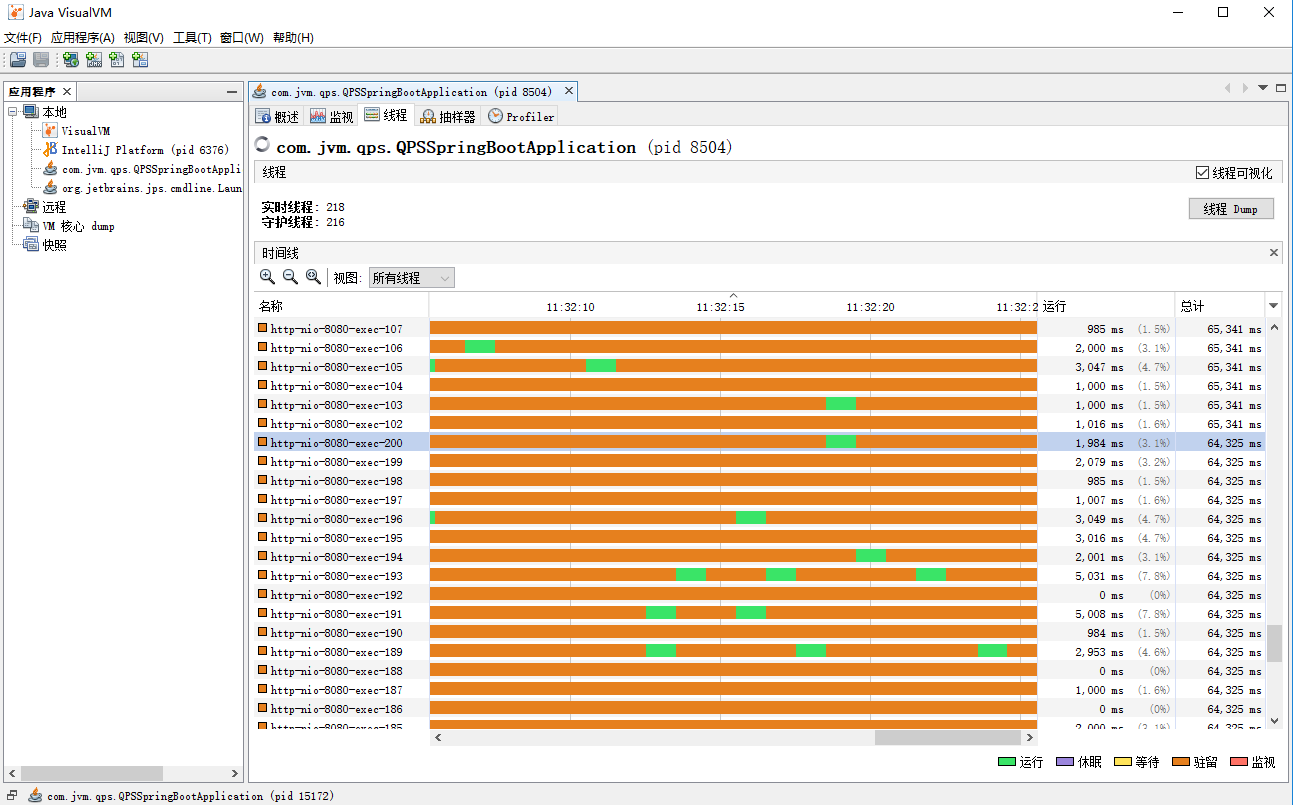 Java VisualVM
文件(F) 应用程序(A) 视图(V) 工具(T) 窗口(W) 帮助(H)
应用程序
本地
VisualVM
IntelliJ Platform (pid 6376)
com.jvm.qps.QPSSpringBootAppli
org.jetbrains.jps.cmdline.Laun
远程
VM 核心 dump
快照
com.jvm.qps.QPSSpringBootApplication (pid 8504)
概述 监视 线程 抽样器 Profiler
com.jvm.qps.QPSSpringBootApplication (pid 8504)
线程 线程可视化
实时线程: 218
守护线程: 216
线程 Dump
时间线
视图: 所有线程
名称 11:32:10 11:32:15 11:32:20 11:32:2 运行 总计
http-nio-8080-exec-107 985 ms (1.5%) 65,341 ms
http-nio-8080-exec-106 2,000 ms (3.1%) 65,341 ms
http-nio-8080-exec-105 3,047 ms (4.7%) 65,341 ms
http-nio-8080-exec-104 1,000 ms (1.5%) 65,341 ms
http-nio-8080-exec-103 1,000 ms (1.5%) 65,341 ms
http-nio-8080-exec-102 1,016 ms (1.6%) 65,341 ms
http-nio-8080-exec-200 1,984 ms (3.1%) 64,325 ms
http-nio-8080-exec-199 2,079 ms (3.2%) 64,325 ms
http-nio-8080-exec-198 985 ms (1.5%) 64,325 ms
http-nio-8080-exec-197 1,007 ms (1.6%) 64,325 ms
http-nio-8080-exec-196 3,049 ms (4.7%) 64,325 ms
http-nio-8080-exec-195 3,016 ms (4.7%) 64,325 ms
http-nio-8080-exec-194 2,001 ms (3.1%) 64,325 ms
http-nio-8080-exec-193 5,031 ms (7.8%) 64,325 ms
http-nio-8080-exec-192 0 ms (0%) 64,325 ms
http-nio-8080-exec-191 5,008 ms (7.8%) 64,325 ms
http-nio-8080-exec-190 984 ms (1.5%) 64,325 ms
http-nio-8080-exec-189 2,953 ms (4.6%) 64,325 ms
http-nio-8080-exec-188 0 ms (0%) 64,325 ms
http-nio-8080-exec-187 1,000 ms (1.6%) 64,325 ms
http-nio-8080-exec-186 0 ms (0%) 64,325 ms
http-nio-8080-exec-185 2,000 ms (3.1%) 64,325 ms
运行 休眠 等待 驻留 监视
com.jvm.qps.QPSSpringBootApplication (pid 15172)